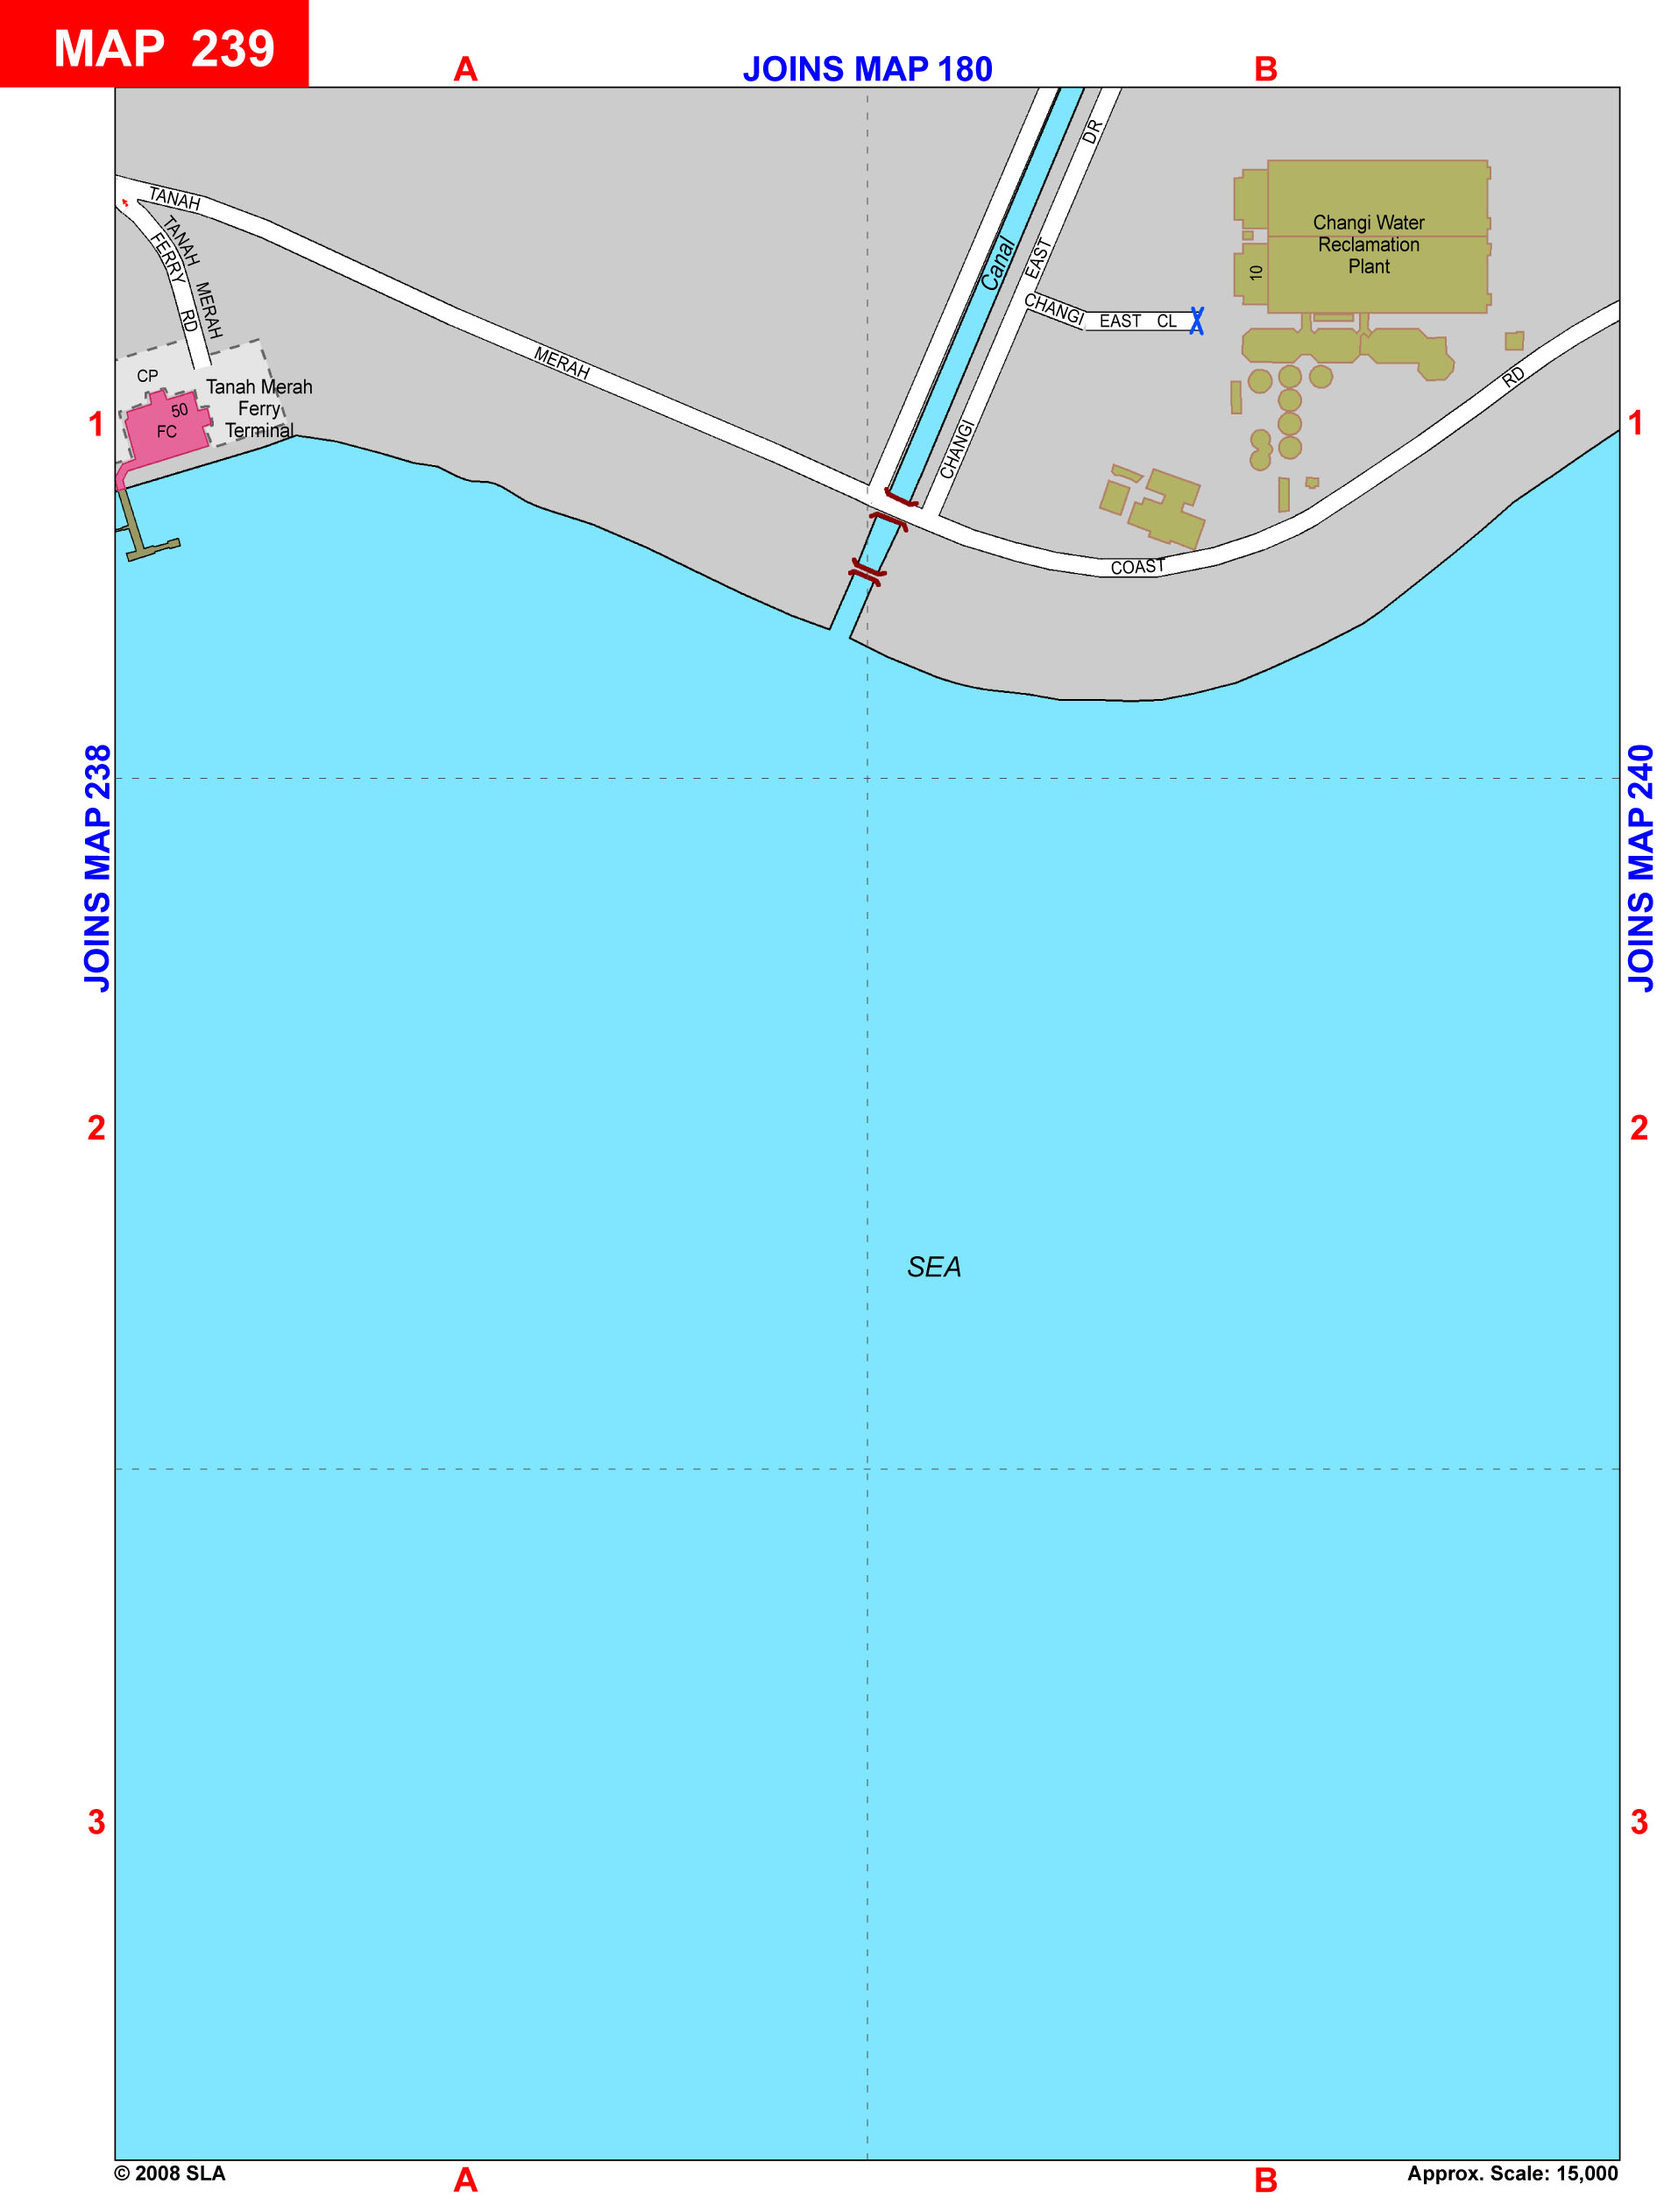 MAP 239
A
JOINS MAP 180
B
TANAH
MERAH
COAST
RD
TANAH
MERAH
FERRY
RD
CP
50
FC
Tanah Merah
Ferry
Terminal
Canal
CHANGI
EAST
DR
CHANGI
EAST CL
Changi Water
Reclamation
Plant
10
1
1
JOINS MAP 238
JOINS MAP 240
2
2
SEA
3
3
© 2008 SLA
A
B
Approx. Scale: 15,000